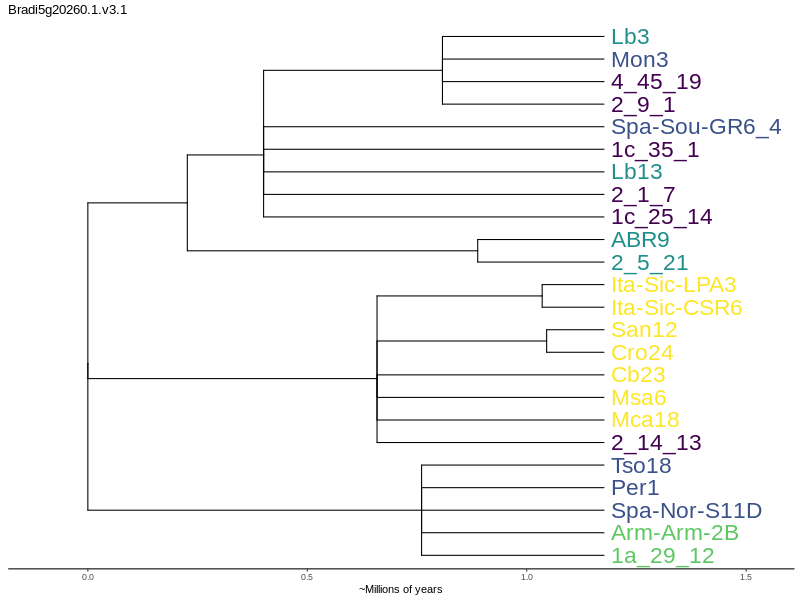 Bradi5g20260.1.v3.1
Lb3
Mon3
4_45_19
2_9_1
Spa-Sou-GR6_4
1c_35_1
Lb13
2_1_7
1c_25_14
ABR9
2_5_21
Ita-Sic-LPA3
Ita-Sic-CSR6
San12
Cro24
Cb23
Msa6
Mca18
2_14_13
Tso18
Per1
Spa-Nor-S11D
Arm-Arm-2B
1a_29_12
0.0 0.5 1.0 1.5
~Millions of years